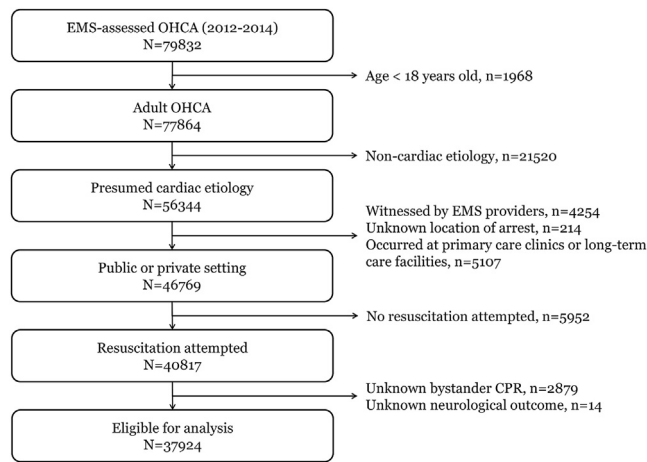 EMS-assessed OHCA (2012-2014)
N=79832
Age < 18 years old, n=1968
Adult OHCA
N=77864
Non-cardiac etiology, n=21520
Presumed cardiac etiology
N=56344
Witnessed by EMS providers, n=4254
Unknown location of arrest, n=214
Occurred at primary care clinics or long-term
care facilities, n=5107
Public or private setting
N=46769
No resuscitation attempted, n=5952
Resuscitation attempted
N=40817
Unknown bystander CPR, n=2879
Unknown neurological outcome, n=14
Eligible for analysis
N=37924